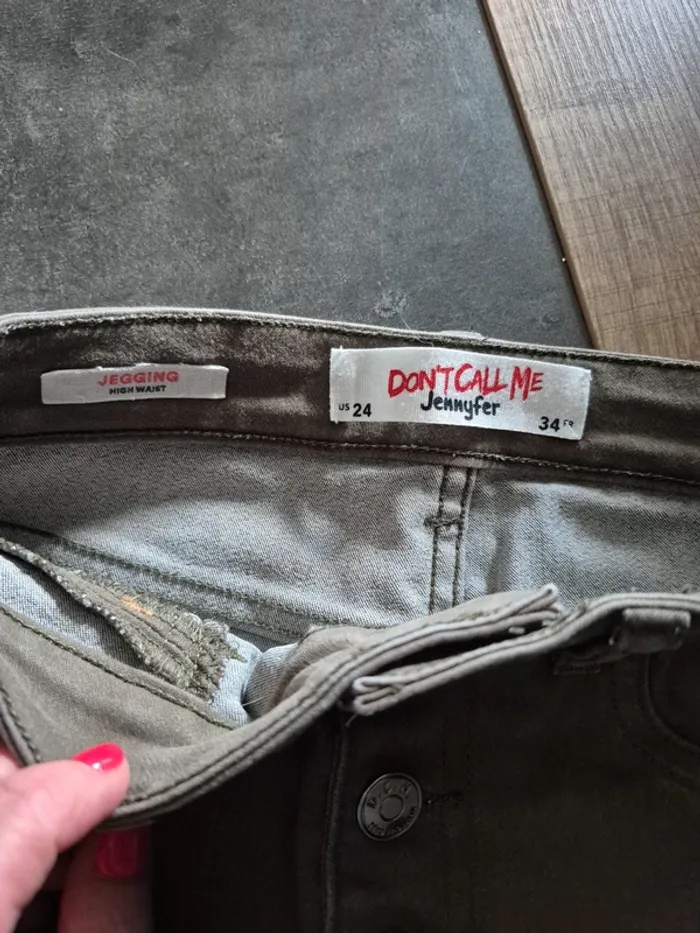 JEGGING
HIGH WAIST
DON'T CALL ME
Jennyfer
US 24
34 FR